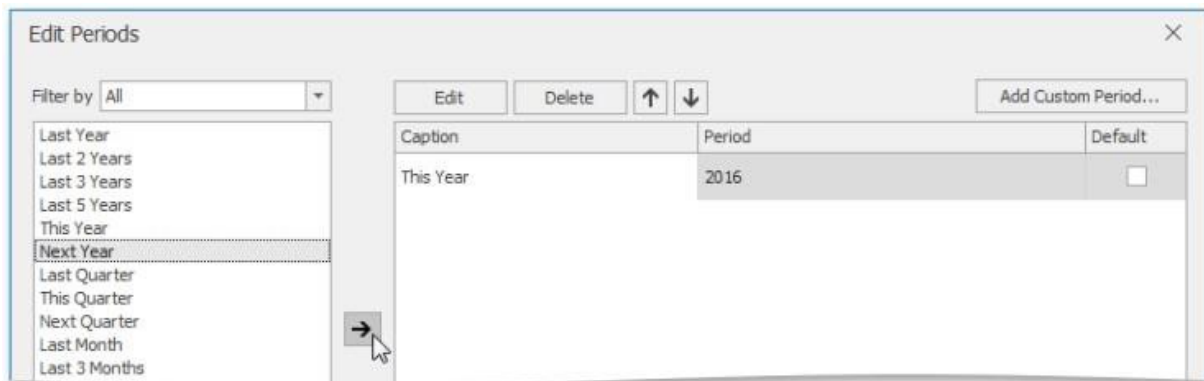 Edit Periods
Filter by All
Edit Delete Add Custom Period...
Last Year
Last 2 Years
Last 3 Years
Last 5 Years
This Year
Next Year
Last Quarter
This Quarter
Next Quarter
Last Month
Last 3 Months
Caption Period Default
This Year 2016